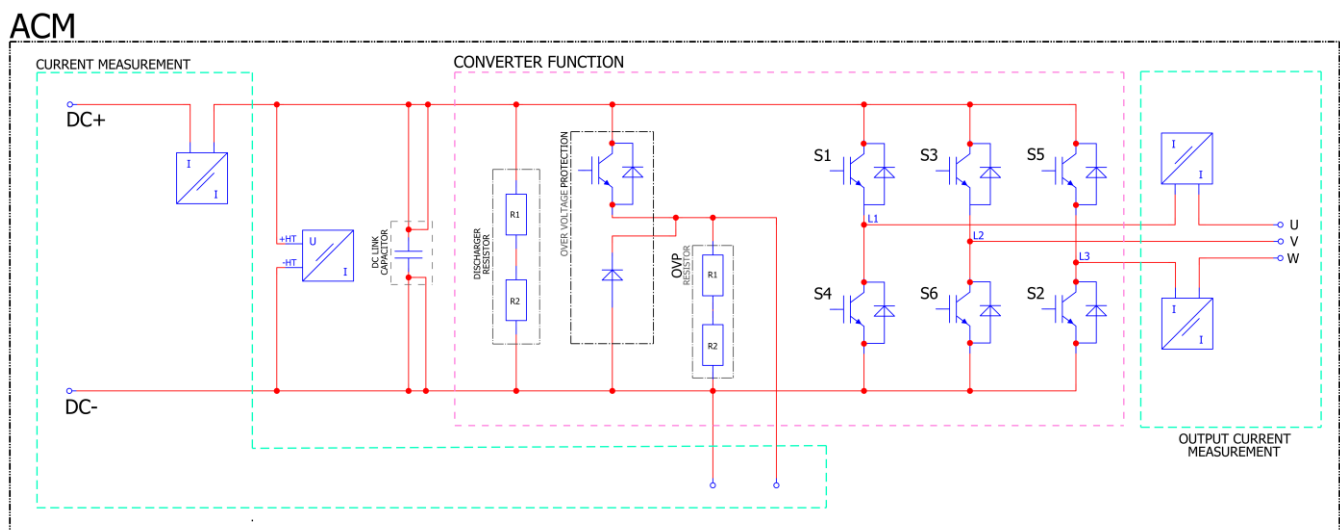 ACM
CURRENT MEASUREMENT
CONVERTER FUNCTION
DC+
I
I
+HT
-HT
U
I
DC LINK
CAPACITOR
DISCHARGER
RESISTOR
R1
R2
OVER VOLTAGE PROTECTION
OVP
RESISTOR
R1
R2
S1
S3
S5
L1
L2
L3
S4
S6
S2
I
I
U
V
W
I
I
DC-
OUTPUT CURRENT
MEASUREMENT